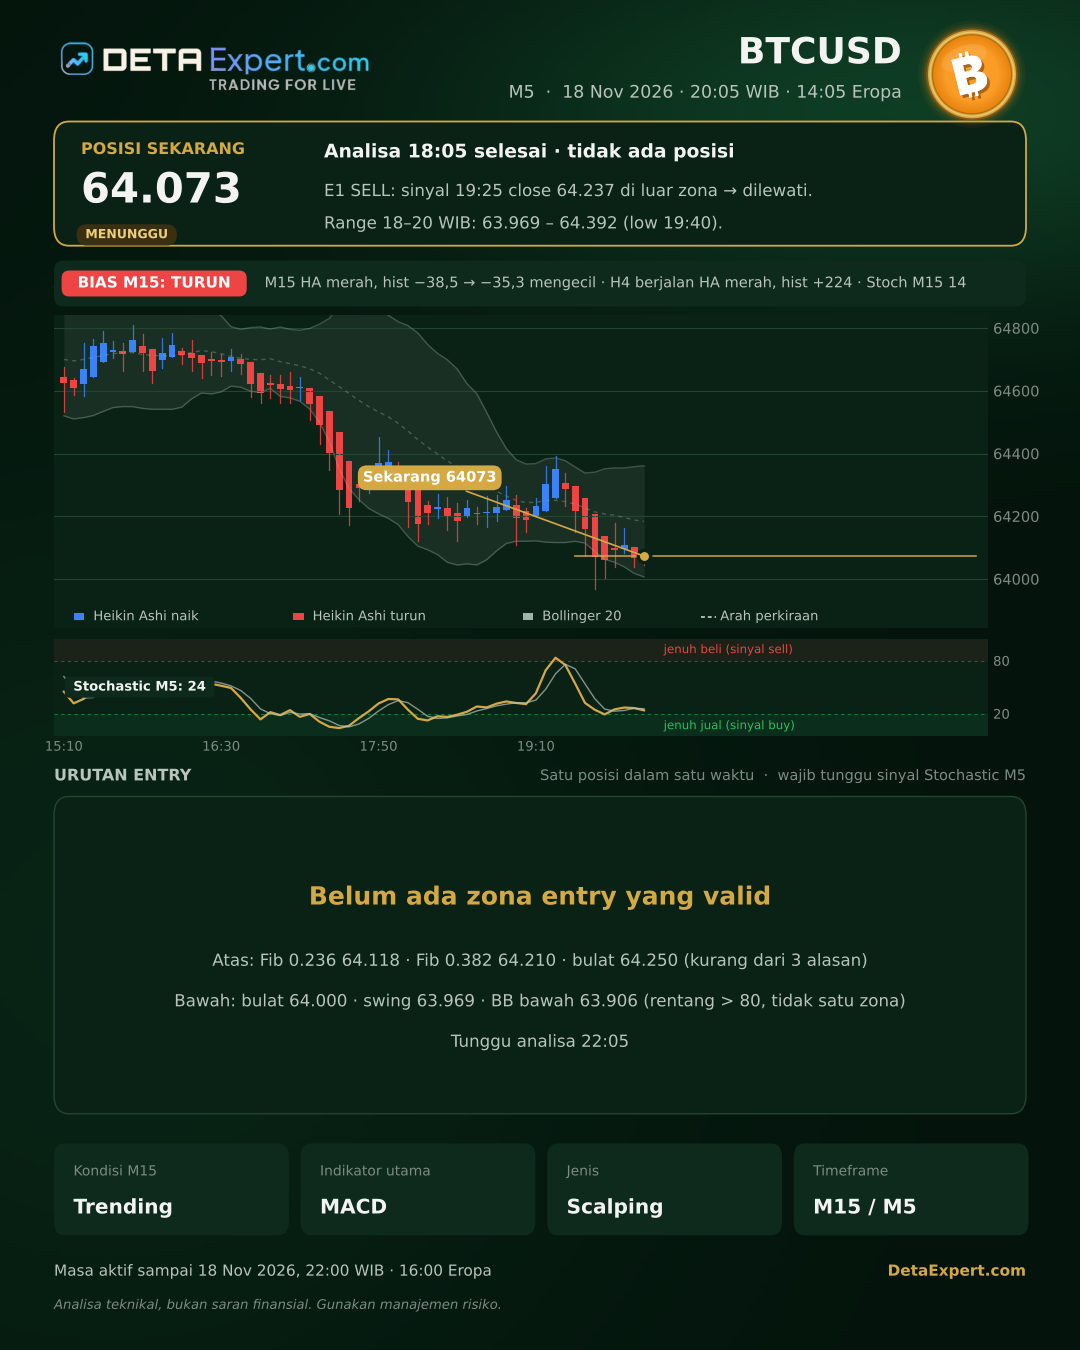 DETA Expert.com
TRADING FOR LIVE
BTCUSD
M5 · 18 Nov 2026 · 20:05 WIB · 14:05 Eropa
B
POSISI SEKARANG
64.073
MENUNGGU
Analisa 18:05 selesai · tidak ada posisi
E1 SELL: sinyal 19:25 close 64.237 di luar zona → dilewati.
Range 18–20 WIB: 63.969 – 64.392 (low 19:40).
BIAS M15: TURUN
M15 HA merah, hist −38,5 → −35,3 mengecil · H4 berjalan HA merah, hist +224 · Stoch M15 14
64800
64600
64400
64200
64000
Sekarang 64073
Heikin Ashi naik
Heikin Ashi turun
Bollinger 20
Arah perkiraan
jenuh beli (sinyal sell)
80
Stochastic M5: 24
20
jenuh jual (sinyal buy)
15:10 16:30 17:50 19:10
URUTAN ENTRY
Satu posisi dalam satu waktu · wajib tunggu sinyal Stochastic M5
Belum ada zona entry yang valid
Atas: Fib 0.236 64.118 · Fib 0.382 64.210 · bulat 64.250 (kurang dari 3 alasan)
Bawah: bulat 64.000 · swing 63.969 · BB bawah 63.906 (rentang > 80, tidak satu zona)
Tunggu analisa 22:05
Kondisi M15
Trending
Indikator utama
MACD
Jenis
Scalping
Timeframe
M15 / M5
Masa aktif sampai 18 Nov 2026, 22:00 WIB · 16:00 Eropa
DetaExpert.com
Analisa teknikal, bukan saran finansial. Gunakan manajemen risiko.